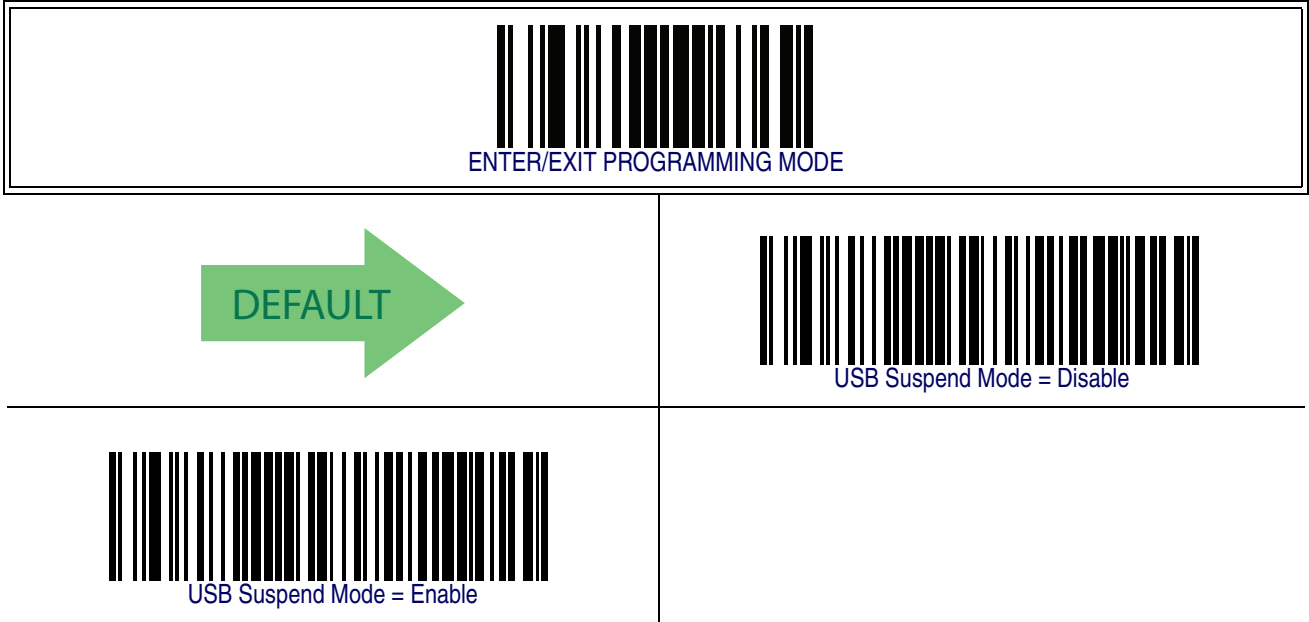 ENTER/EXIT PROGRAMMING MODE
DEFAULT
USB Suspend Mode = Disable
USB Suspend Mode = Enable